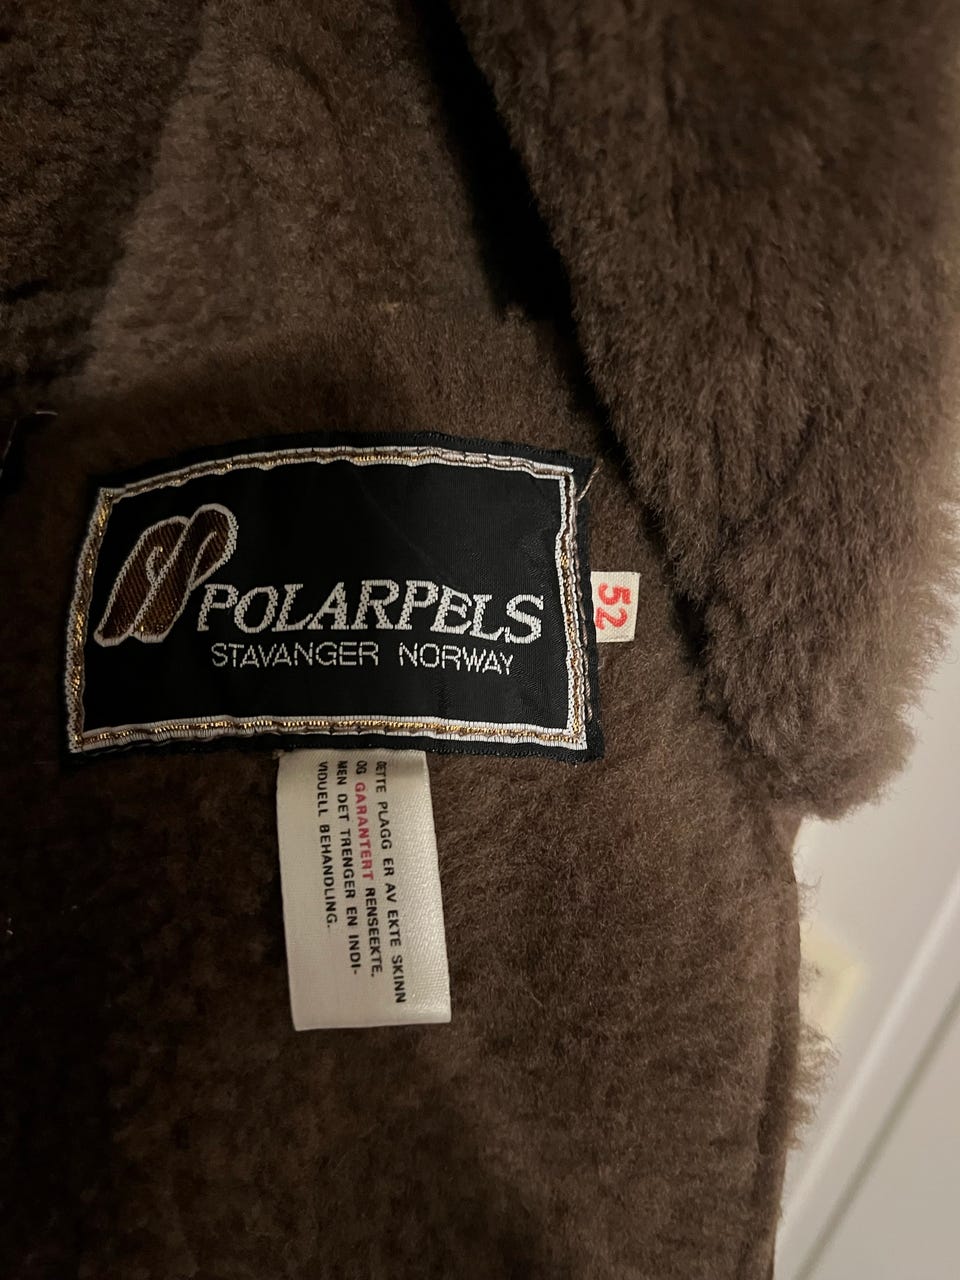 POLARPELS
STAVANGER NORWAY
52
DETTE PLAGG ER AV EKTE SKINN
OG GARANTERT RENSEEKTE,
MEN DET TRENGER EN INDI-
VIDUELL BEHANDLING.